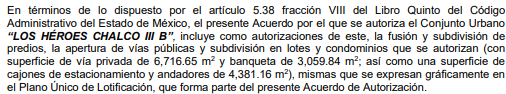 En términos de lo dispuesto por el artículo 5.38 fracción VIII del Libro Quinto del Código
Administrativo del Estado de México, el presente Acuerdo por el que se autoriza el Conjunto Urbano
"LOS HÉROES CHALCO III B", incluye como autorizaciones de este, la fusión y subdivisión de
predios, la apertura de vías públicas y subdivisión en lotes y condominios que se autorizan (con
superficie de vía privada de 6,716.65 m² y banqueta de 3,059.84 m²; así como una superficie de
cajones de estacionamiento y andadores de 4,381.16 m²), mismas que se expresan gráficamente en
el Plano Único de Lotificación, que forma parte del presente Acuerdo de Autorización.